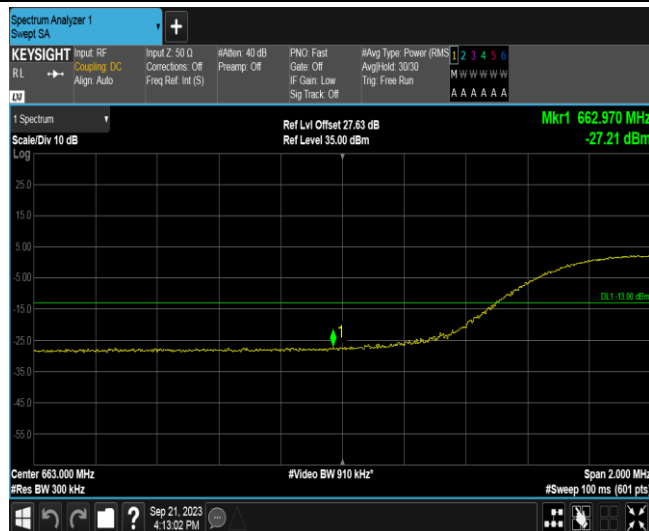 Spectrum Analyzer 1
Swept SA
+
KEYSIGHT
RL
Input: RF
Coupling: DC
Align: Auto
Input Z: 50 Ω
Corrections: Off
Freq Ref: Int (S)
#Atten: 40 dB
Preamp: Off
PNO: Fast
Gate: Off
IF Gain: Low
Sig Track: Off
#Avg Type: Power (RMS
Avg|Hold: 30/30
Trig: Free Run
1 2 3 4 5 6
M W W W W W
A A A A A A
LXI
1 Spectrum
Scale/Div 10 dB
Log
Ref Lvl Offset 27.63 dB
Ref Level 35.00 dBm
Mkr1 662.970 MHz
-27.21 dBm
25.0
15.0
5.00
-5.00
DL1 -13.00 dBm
-15.0
1
-25.0
-35.0
-45.0
-55.0
Center 663.000 MHz
#Res BW 300 kHz
#Video BW 910 kHz*
Span 2.000 MHz
#Sweep 100 ms (601 pts)
?
Sep 21, 2023
4:13:02 PM